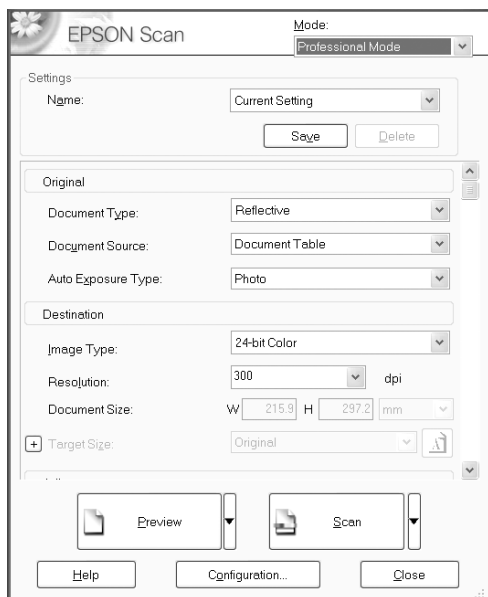 EPSON Scan
Mode:
Professional Mode
Settings
Name: Current Setting
Save Delete
Original
Document Type: Reflective
Document Source: Document Table
Auto Exposure Type: Photo
Destination
Image Type: 24-bit Color
Resolution: 300 dpi
Document Size: W 215.9 H 297.2 mm
+ Target Size: Original A
Preview Scan
Help Configuration... Close